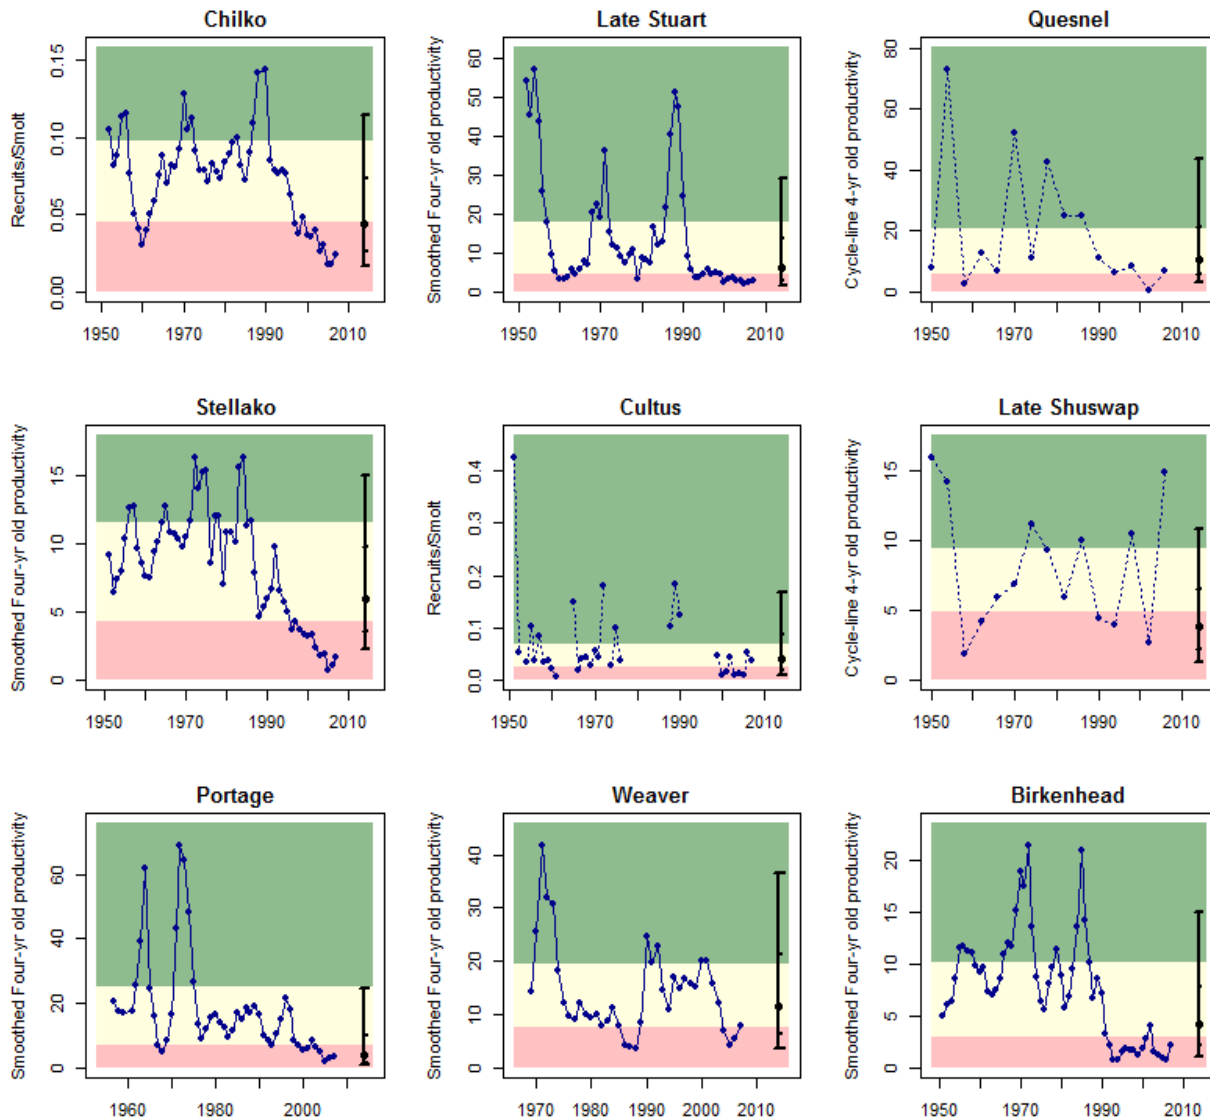 Chilko
Recruits/Smolt
0.00 0.05 0.10 0.15
1950 1970 1990 2010
Late Stuart
Smoothed Four-yr old productivity
0 10 20 30 40 50 60
1950 1970 1990 2010
Quesnel
Cycle-line 4-yr old productivity
0 20 40 60 80
1950 1970 1990 2010
Stellako
Smoothed Four-yr old productivity
0 5 10 15
1950 1970 1990 2010
Cultus
Recruits/Smolt
0.0 0.1 0.2 0.3 0.4
1950 1970 1990 2010
Late Shuswap
Cycle-line 4-yr old productivity
0 5 10 15
1950 1970 1990 2010
Portage
Smoothed Four-yr old productivity
0 20 40 60
1960 1980 2000
Weaver
Smoothed Four-yr old productivity
0 10 20 30 40
1970 1980 1990 2000 2010
Birkenhead
Smoothed Four-yr old productivity
0 5 10 15 20
1950 1970 1990 2010